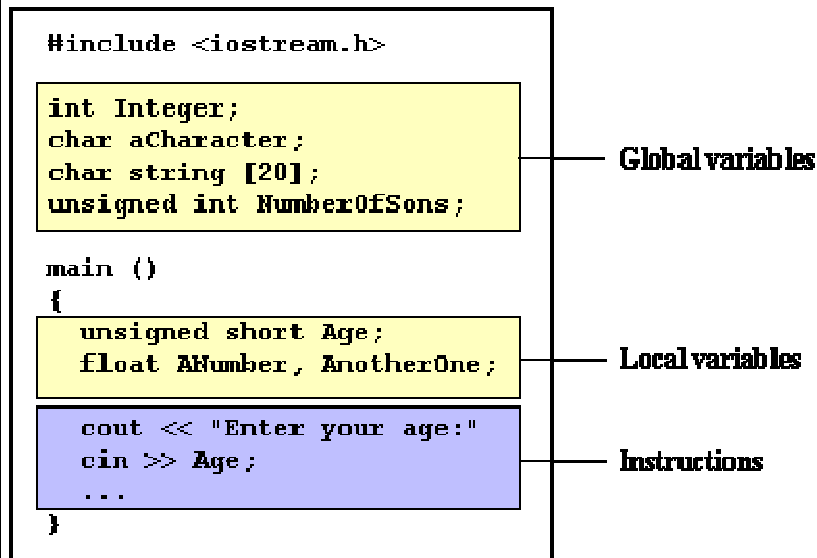 #include <iostream.h>
int Integer;
char aCharacter;
char string [20];
unsigned int NumberOfSons;
Global variables
main ()
{
unsigned short Age;
float ANumber, AnotherOne;
Local variables
cout << "Enter your age:"
cin >> Age;
...
Instructions
}